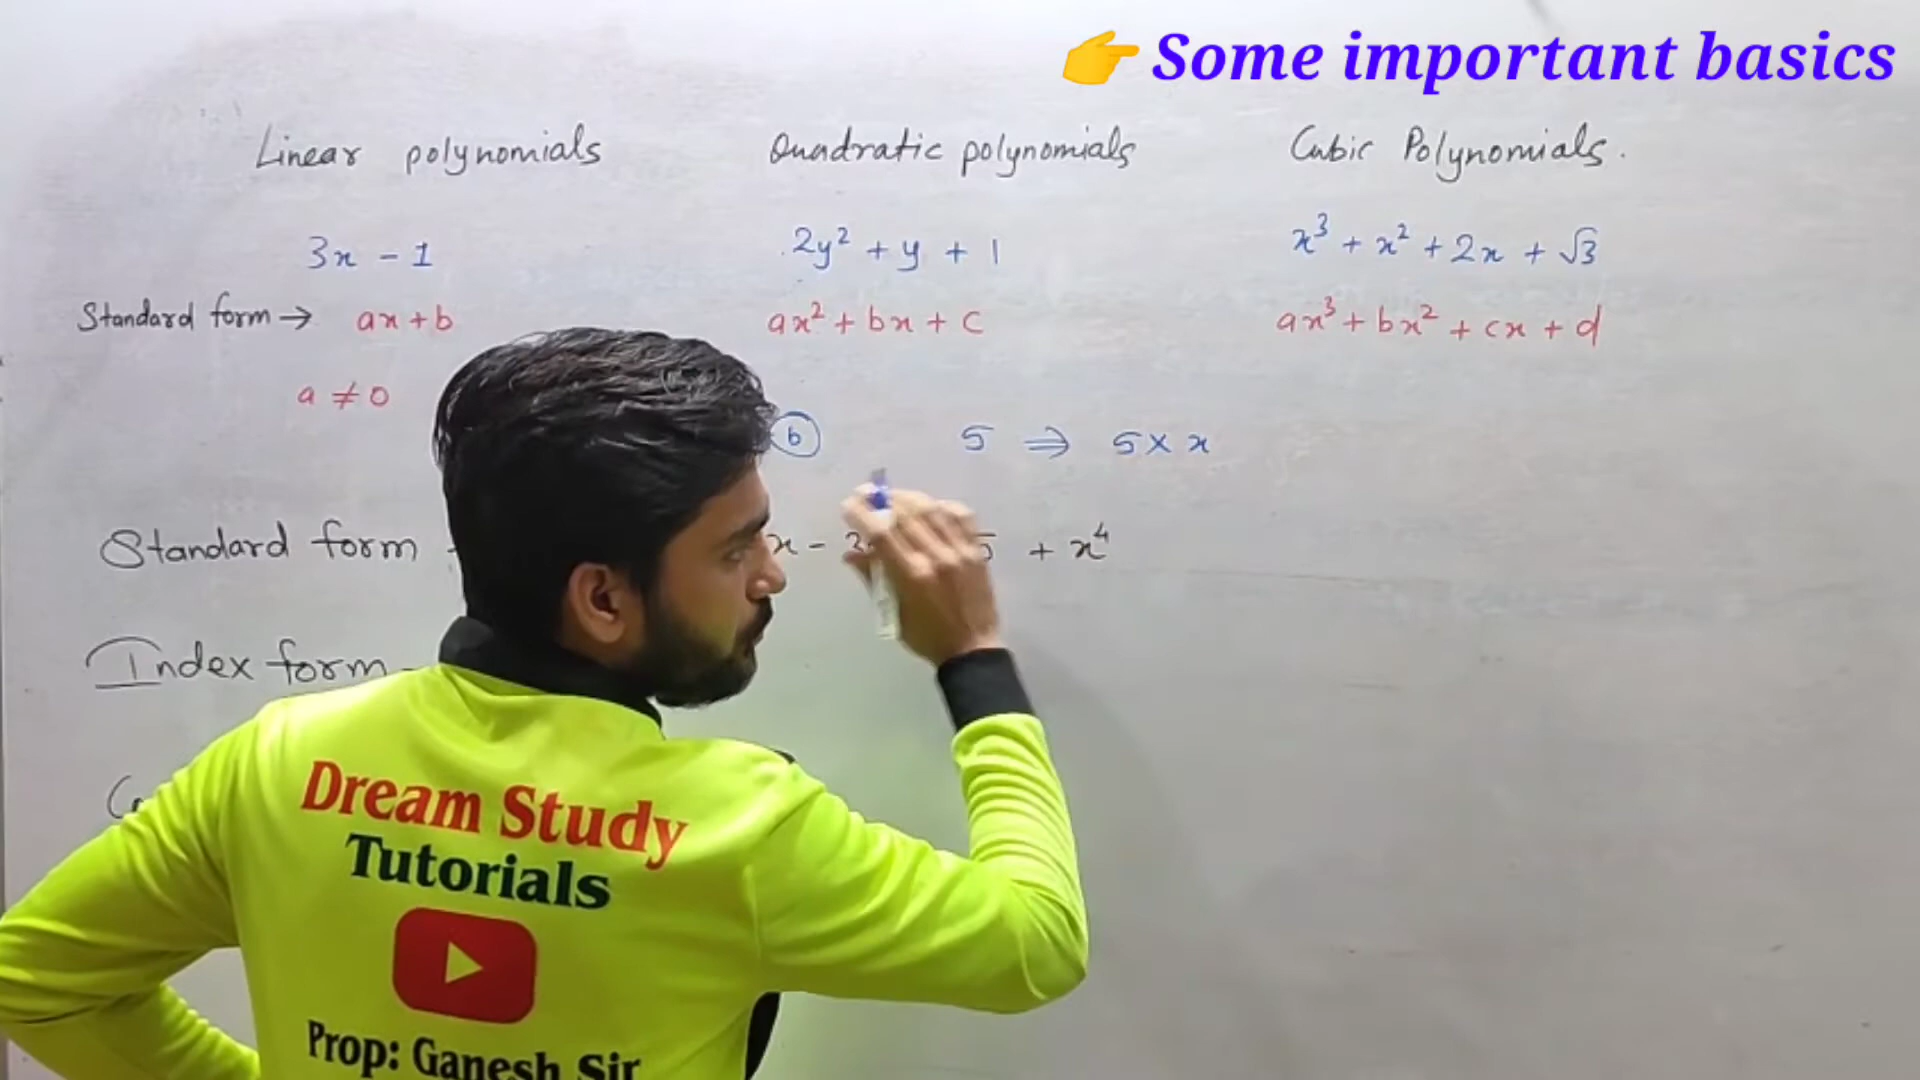 👉 Some important basics
Linear polynomials
Quadratic polynomials
Cubic Polynomials.
3x - 1
2y² + y + 1
x³ + x² + 2x + √3
Standard form → ax+b
ax² + bx + c
ax³ + bx² + cx + d
a ≠ 0
b
5 ⇒ 5 × x
Standard form
x -
+ x⁴
Index form
Dream Study
Tutorials
Prop: Ganesh Sir